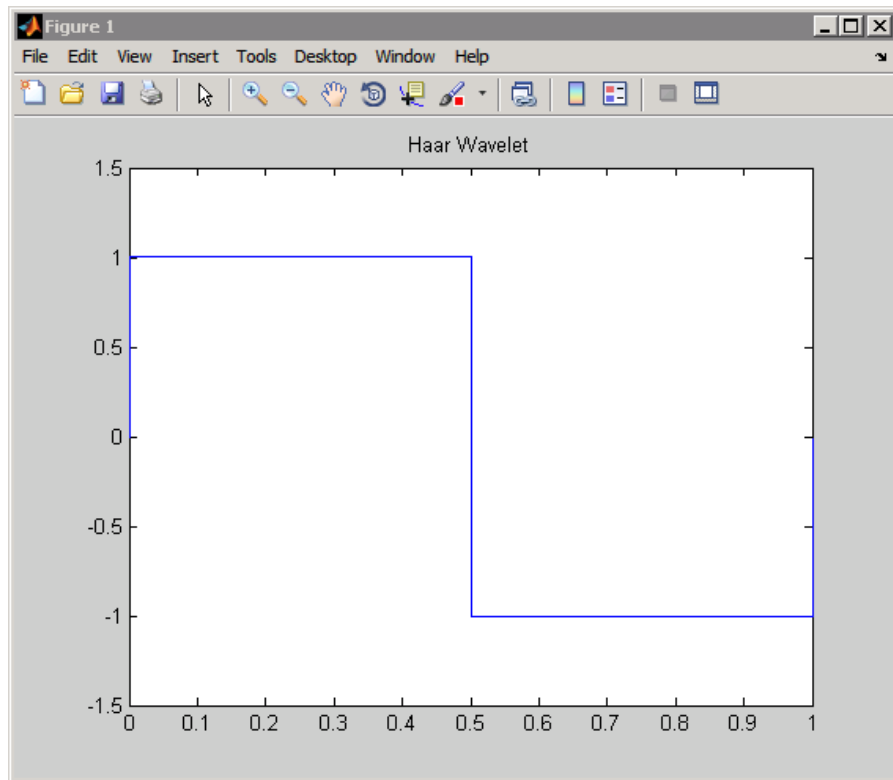 Figure 1
File Edit View Insert Tools Desktop Window Help
Haar Wavelet
1.5
1
0.5
0
-0.5
-1
-1.5
0 0.1 0.2 0.3 0.4 0.5 0.6 0.7 0.8 0.9 1